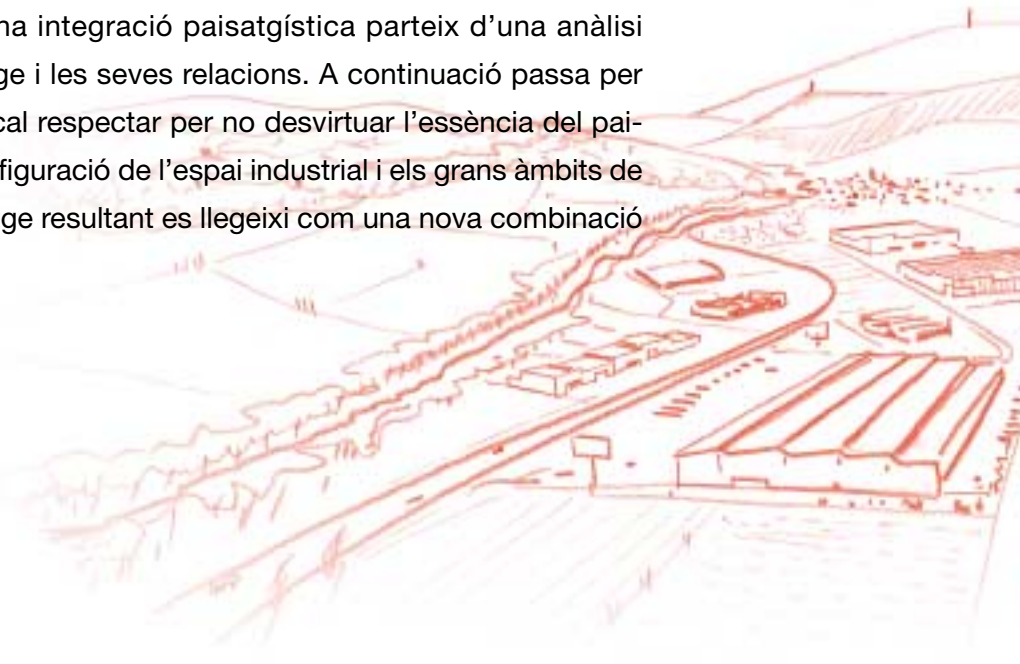 na integració paisatgística parteix d’una anàlisi
ge i les seves relacions. A continuació passa per
cal respectar per no desvirtuar l’essència del pai-
figuració de l’espai industrial i els grans àmbits de
ge resultant es llegeixi com una nova combinació